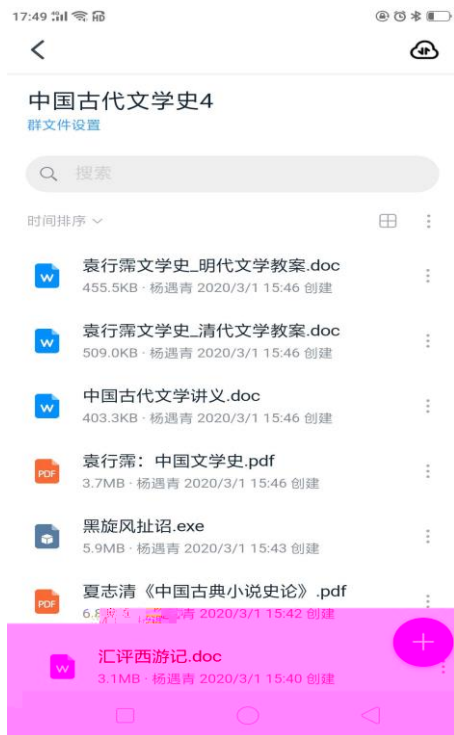 17:49
中国古代文学史4
群文件设置
搜索
时间排序
袁行霈文学史_明代文学教案.doc
455.5KB · 杨遇青 2020/3/1 15:46 创建
袁行霈文学史_清代文学教案.doc
509.0KB · 杨遇青 2020/3/1 15:46 创建
中国古代文学讲义.doc
403.3KB · 杨遇青 2020/3/1 15:46 创建
袁行霈：中国文学史.pdf
PDF
3.7MB · 杨遇青 2020/3/1 15:46 创建
黑旋风扯诏.exe
5.9MB · 杨遇青 2020/3/1 15:43 创建
夏志清《中国古典小说史论》.pdf
PDF
青 2020/3/1 15:42 创建
汇评西游记.doc
3.1MB · 杨遇青 2020/3/1 15:40 创建